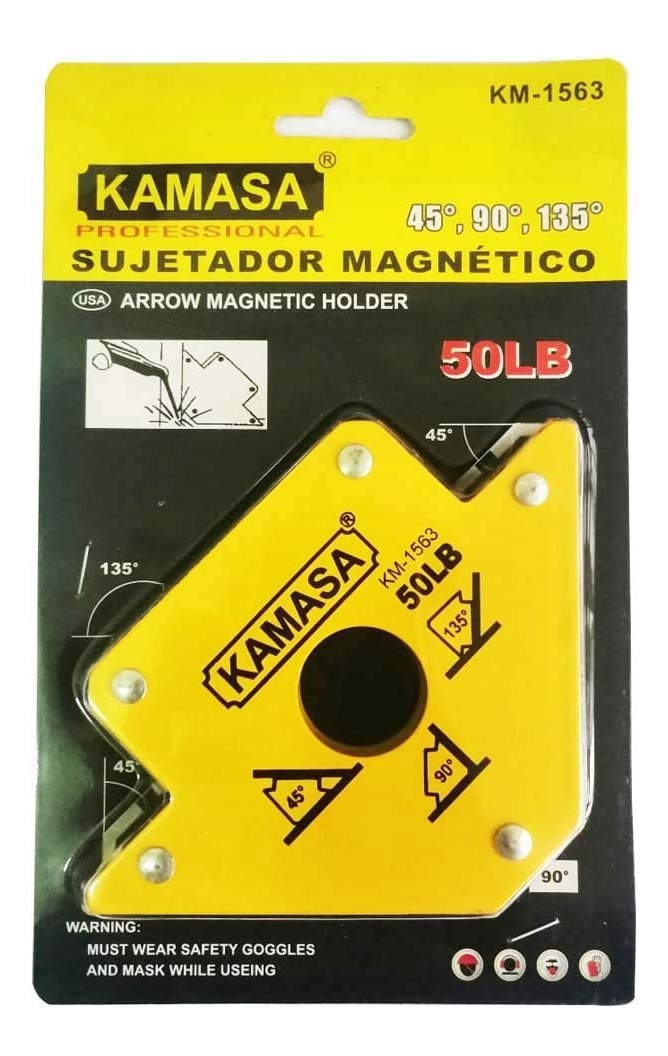 KM-1563
KAMASA®
PROFESSIONAL
45°, 90°, 135°
SUJETADOR MAGNÉTICO
USA ARROW MAGNETIC HOLDER
50LB
45°
135°
KAMASA®
KM-1563
50LB
135°
45°
90°
45°
90°
WARNING:
MUST WEAR SAFETY GOGGLES
AND MASK WHILE USEING